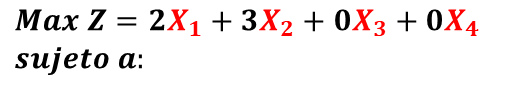 Max Z = 2X₁ + 3X₂ + 0X₃ + 0X₄
sujeto a: